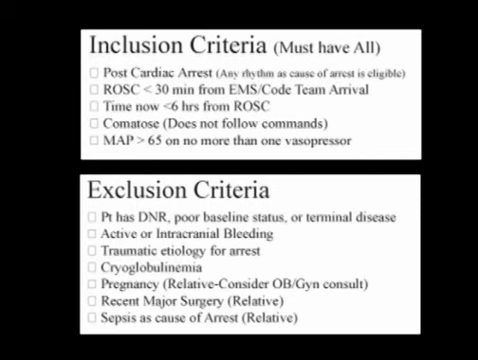 Inclusion Criteria (Must have All)
□ Post Cardiac Arrest (Any rhythm as cause of arrest is eligible)
□ ROSC < 30 min from EMS/Code Team Arrival
□ Time now <6 hrs from ROSC
□ Comatose (Does not follow commands)
□ MAP > 65 on no more than one vasopressor
Exclusion Criteria
□ Pt has DNR, poor baseline status, or terminal disease
□ Active or Intracranial Bleeding
□ Traumatic etiology for arrest
□ Cryoglobulinemia
□ Pregnancy (Relative-Consider OB/Gyn consult)
□ Recent Major Surgery (Relative)
□ Sepsis as cause of Arrest (Relative)